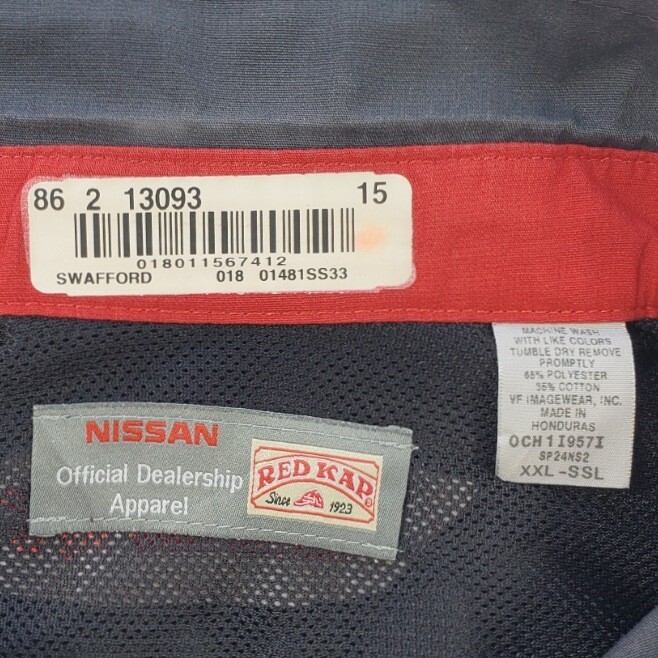 86 2 13093 15
018011567412
SWAFFORD 018 01481SS33
MACHINE WASH
WITH LIKE COLORS
TUMBLE DRY REMOVE
PROMPTLY
65% POLYESTER
35% COTTON
VF IMAGEWEAR, INC.
MADE IN
HONDURAS
OCH1I957I
SP24NS2
XXL-SSL
NISSAN
Official Dealership
Apparel
RED KAP®
Since 1923